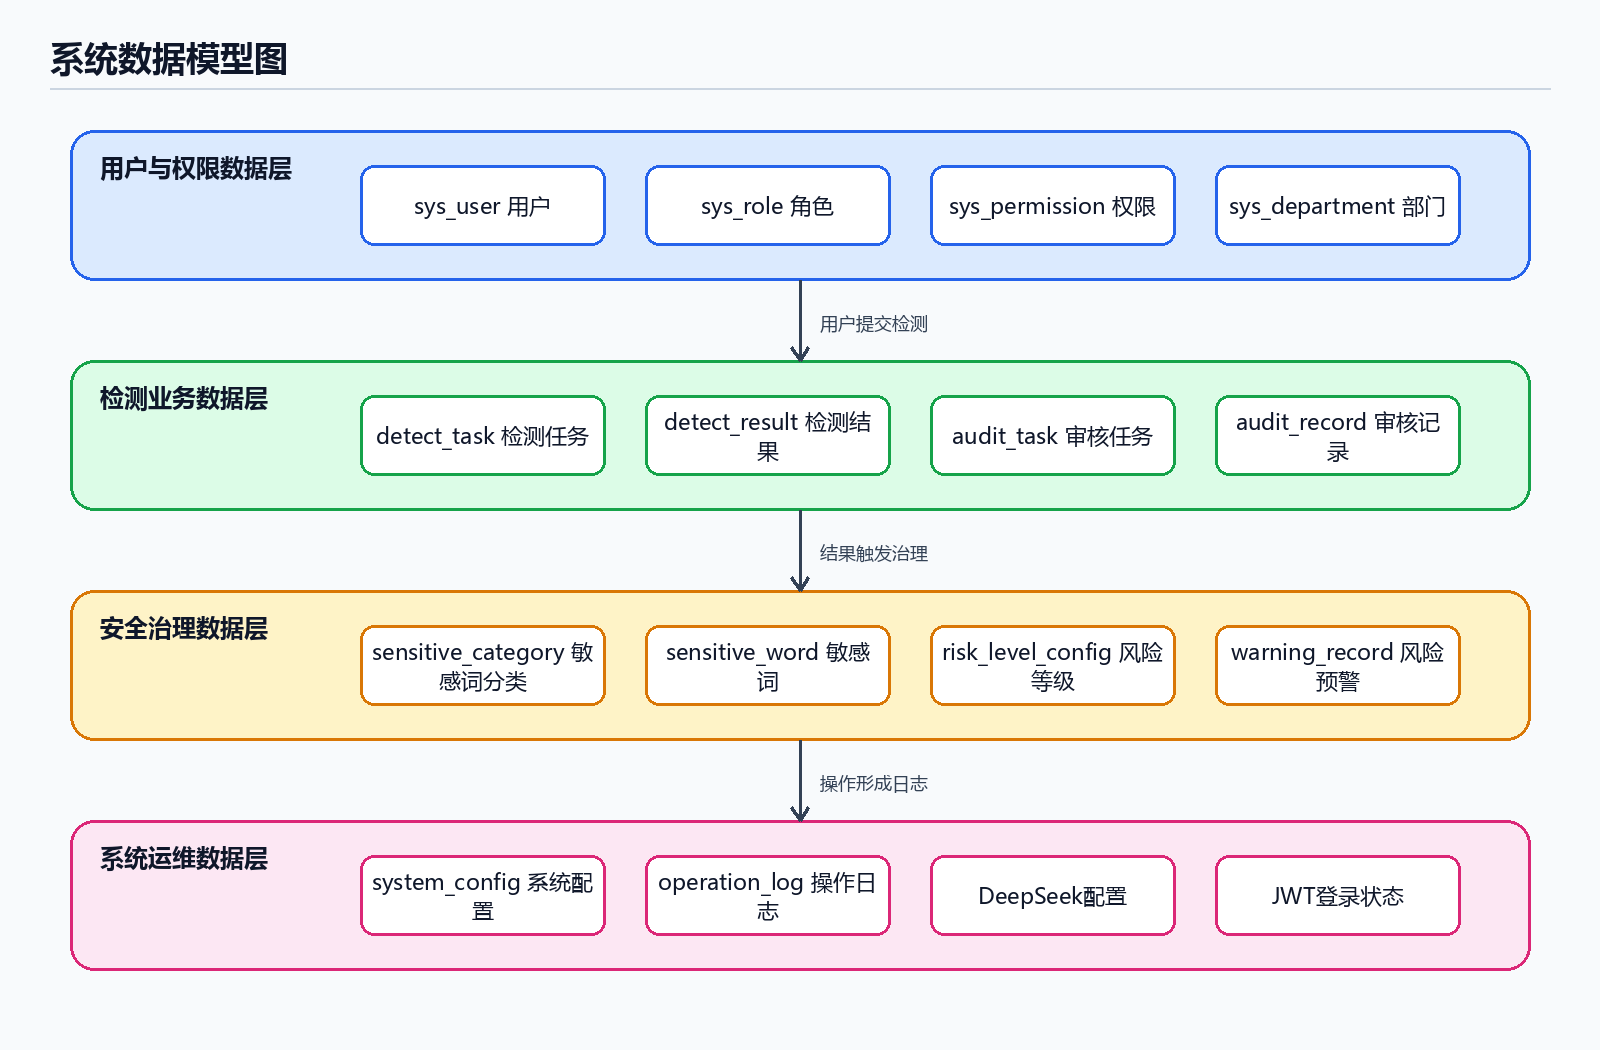 系统数据模型图
用户与权限数据层
sys_user 用户
sys_role 角色
sys_permission 权限
sys_department 部门
用户提交检测
检测业务数据层
detect_task 检测任务
detect_result 检测结
果
audit_task 审核任务
audit_record 审核记
录
结果触发治理
安全治理数据层
sensitive_category 敏
感词分类
sensitive_word 敏感
词
risk_level_config 风险
等级
warning_record 风险
预警
操作形成日志
系统运维数据层
system_config 系统配
置
operation_log 操作日
志
DeepSeek配置
JWT登录状态